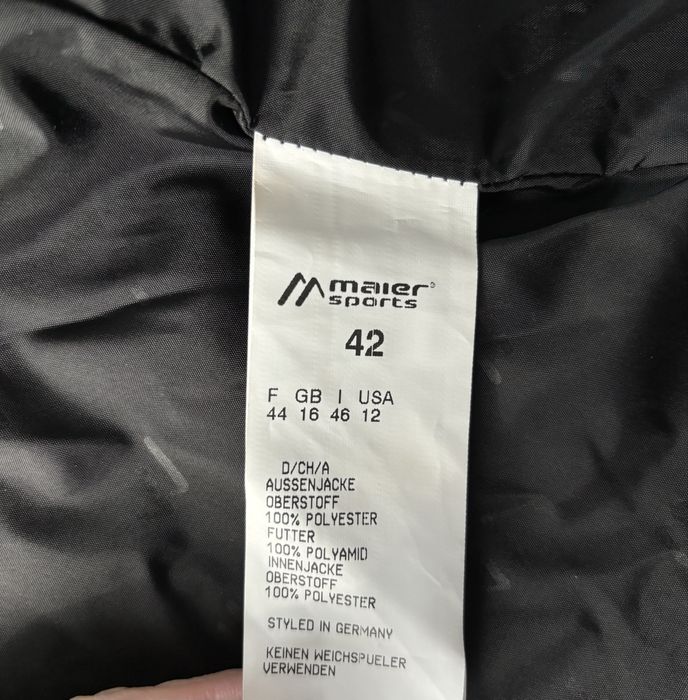 maier
sports
42
F GB I USA
44 16 46 12
D/CH/A
AUSSENJACKE
OBERSTOFF
100% POLYESTER
FUTTER
100% POLYAMID
INNENJACKE
OBERSTOFF
100% POLYESTER
STYLED IN GERMANY
KEINEN WEICHSPUELER
VERWENDEN